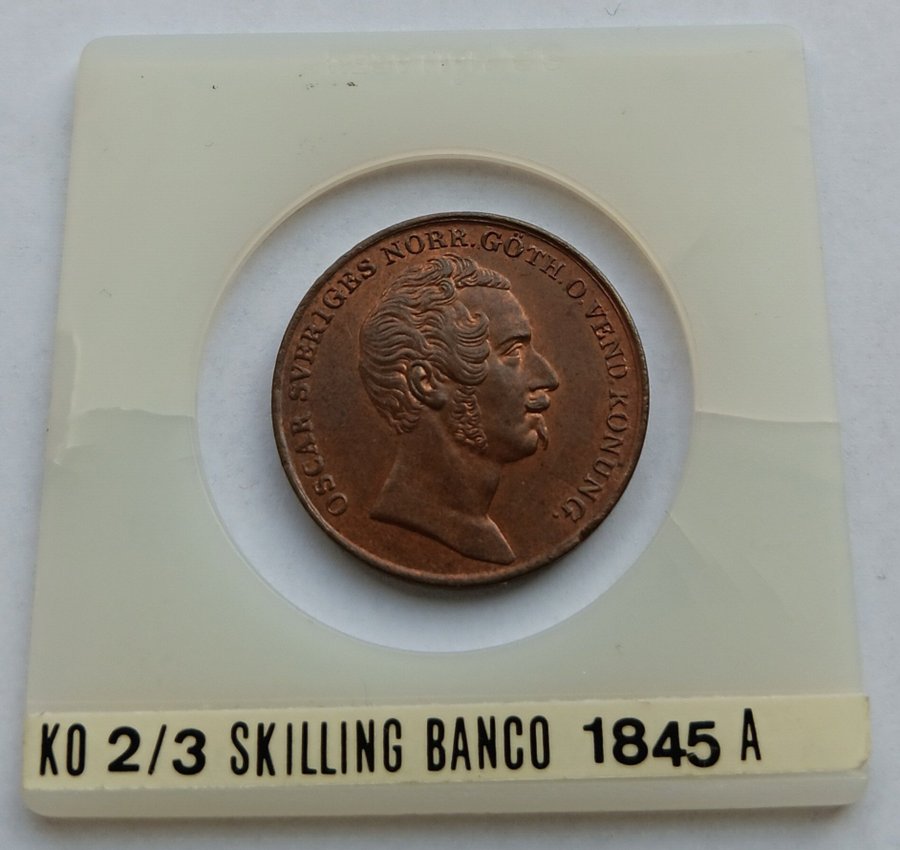 OSCAR SVERIGES NORR. GÖTH. O. VEND. KONUNG.
KO 2/3 SKILLING BANCO 1845 A